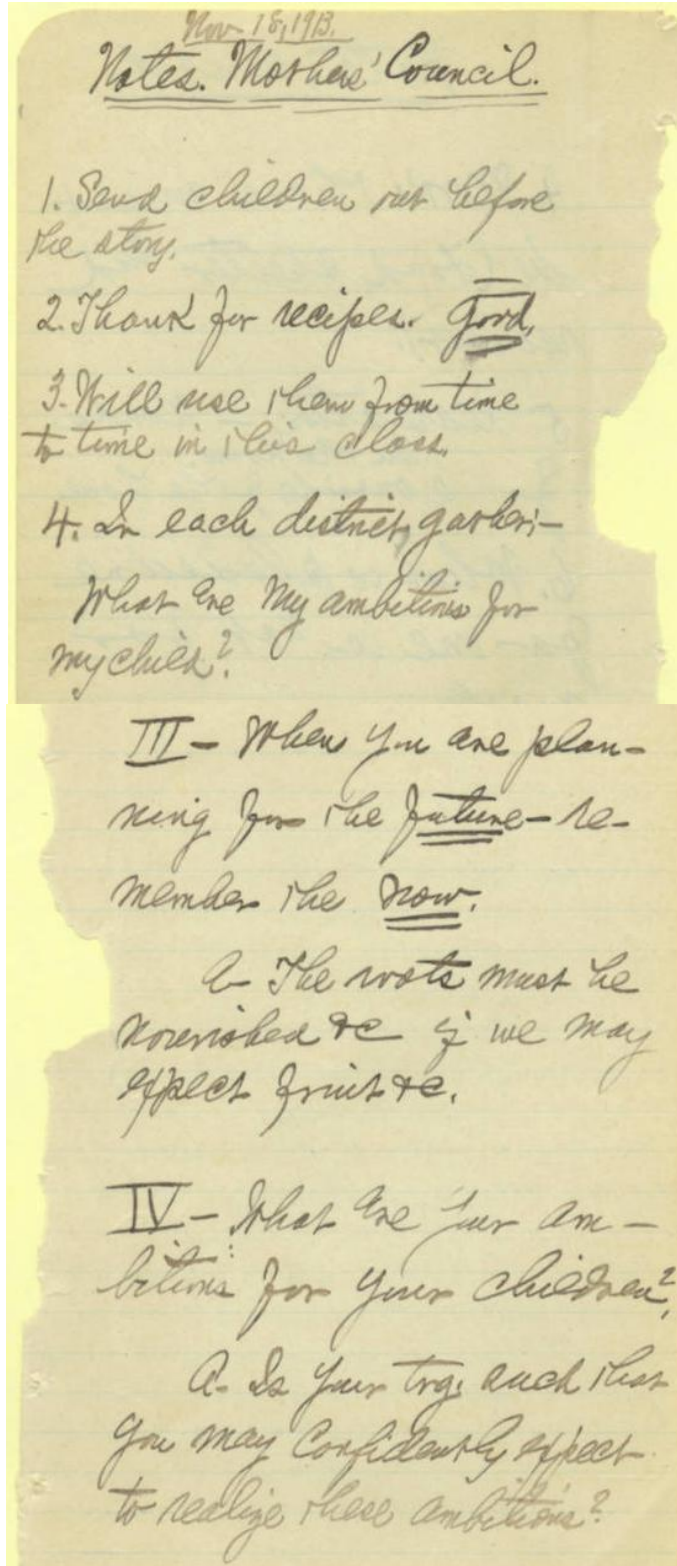 Nov 18, 1913.
Notes. Mothers' Council.
1. Send children out before
the story.
2. Thank for recipes. Good.
3. Will use them from time
to time in this class.
4. In each district, gather:-
What are my ambitions for
my child?
III - When you are plan-
ning for the future - re-
member the now.
a- The roots must be
nourished &c if we may
expect fruit &c.
IV - What are your am-
bitions for your children?
a- Is your trg. such that
you may confidently expect
to realize these ambitions?